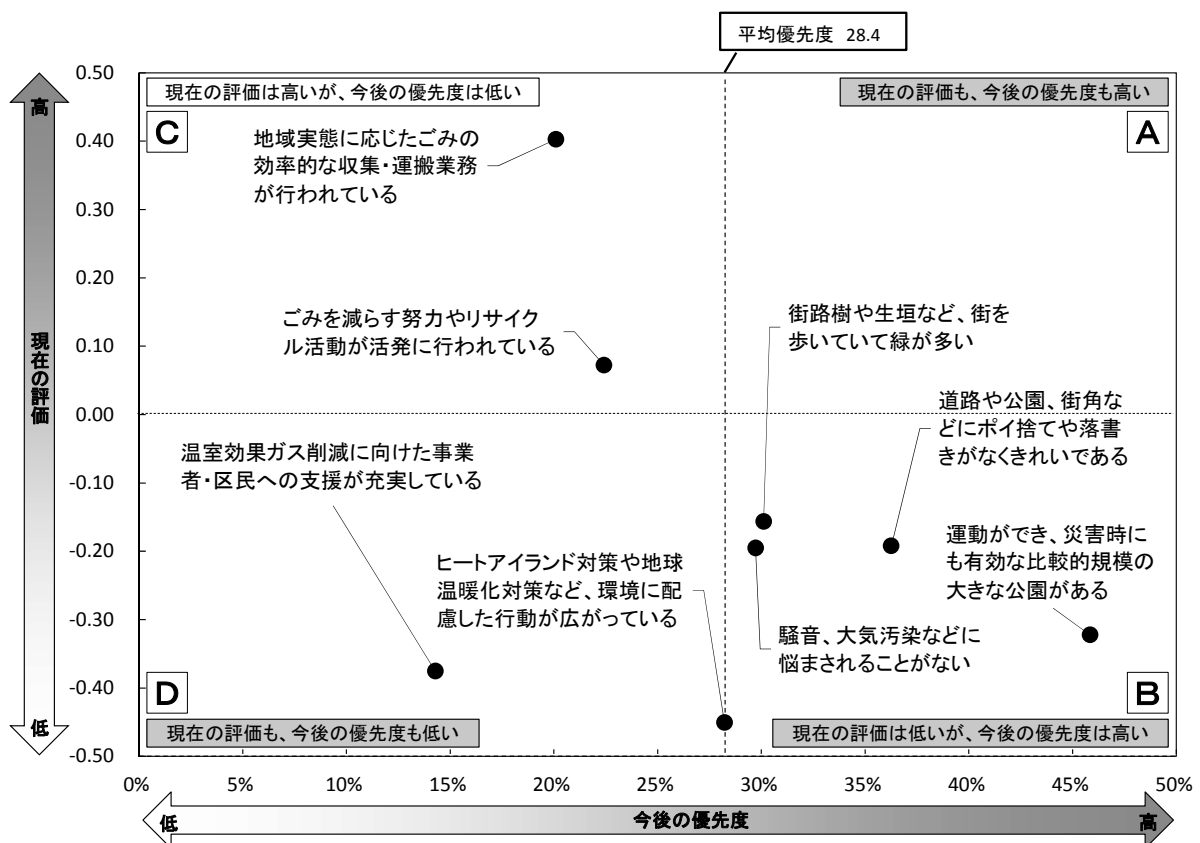 平均優先度 28.4
0.50
0.40
0.30
0.20
0.10
0.00
-0.10
-0.20
-0.30
-0.40
-0.50
高
現在の評価
低
現在の評価は高いが、今後の優先度は低い
C
現在の評価も、今後の優先度も高い
A
地域実態に応じたごみの
効率的な収集・運搬業務
が行われている
ごみを減らす努力やリサイク
ル活動が活発に行われている
街路樹や生垣など、街を
歩いていて緑が多い
道路や公園、街角な
どにポイ捨てや落書
きがなくきれいである
温室効果ガス削減に向けた事業
者・区民への支援が充実している
ヒートアイランド対策や地球
温暖化対策など、環境に配
慮した行動が広がっている
運動ができ、災害時に
も有効な比較的規模の
大きな公園がある
騒音、大気汚染などに
悩まされることがない
D
現在の評価も、今後の優先度も低い
B
現在の評価は低いが、今後の優先度は高い
0%
5%
10%
15%
20%
25%
30%
35%
40%
45%
50%
低
今後の優先度
高